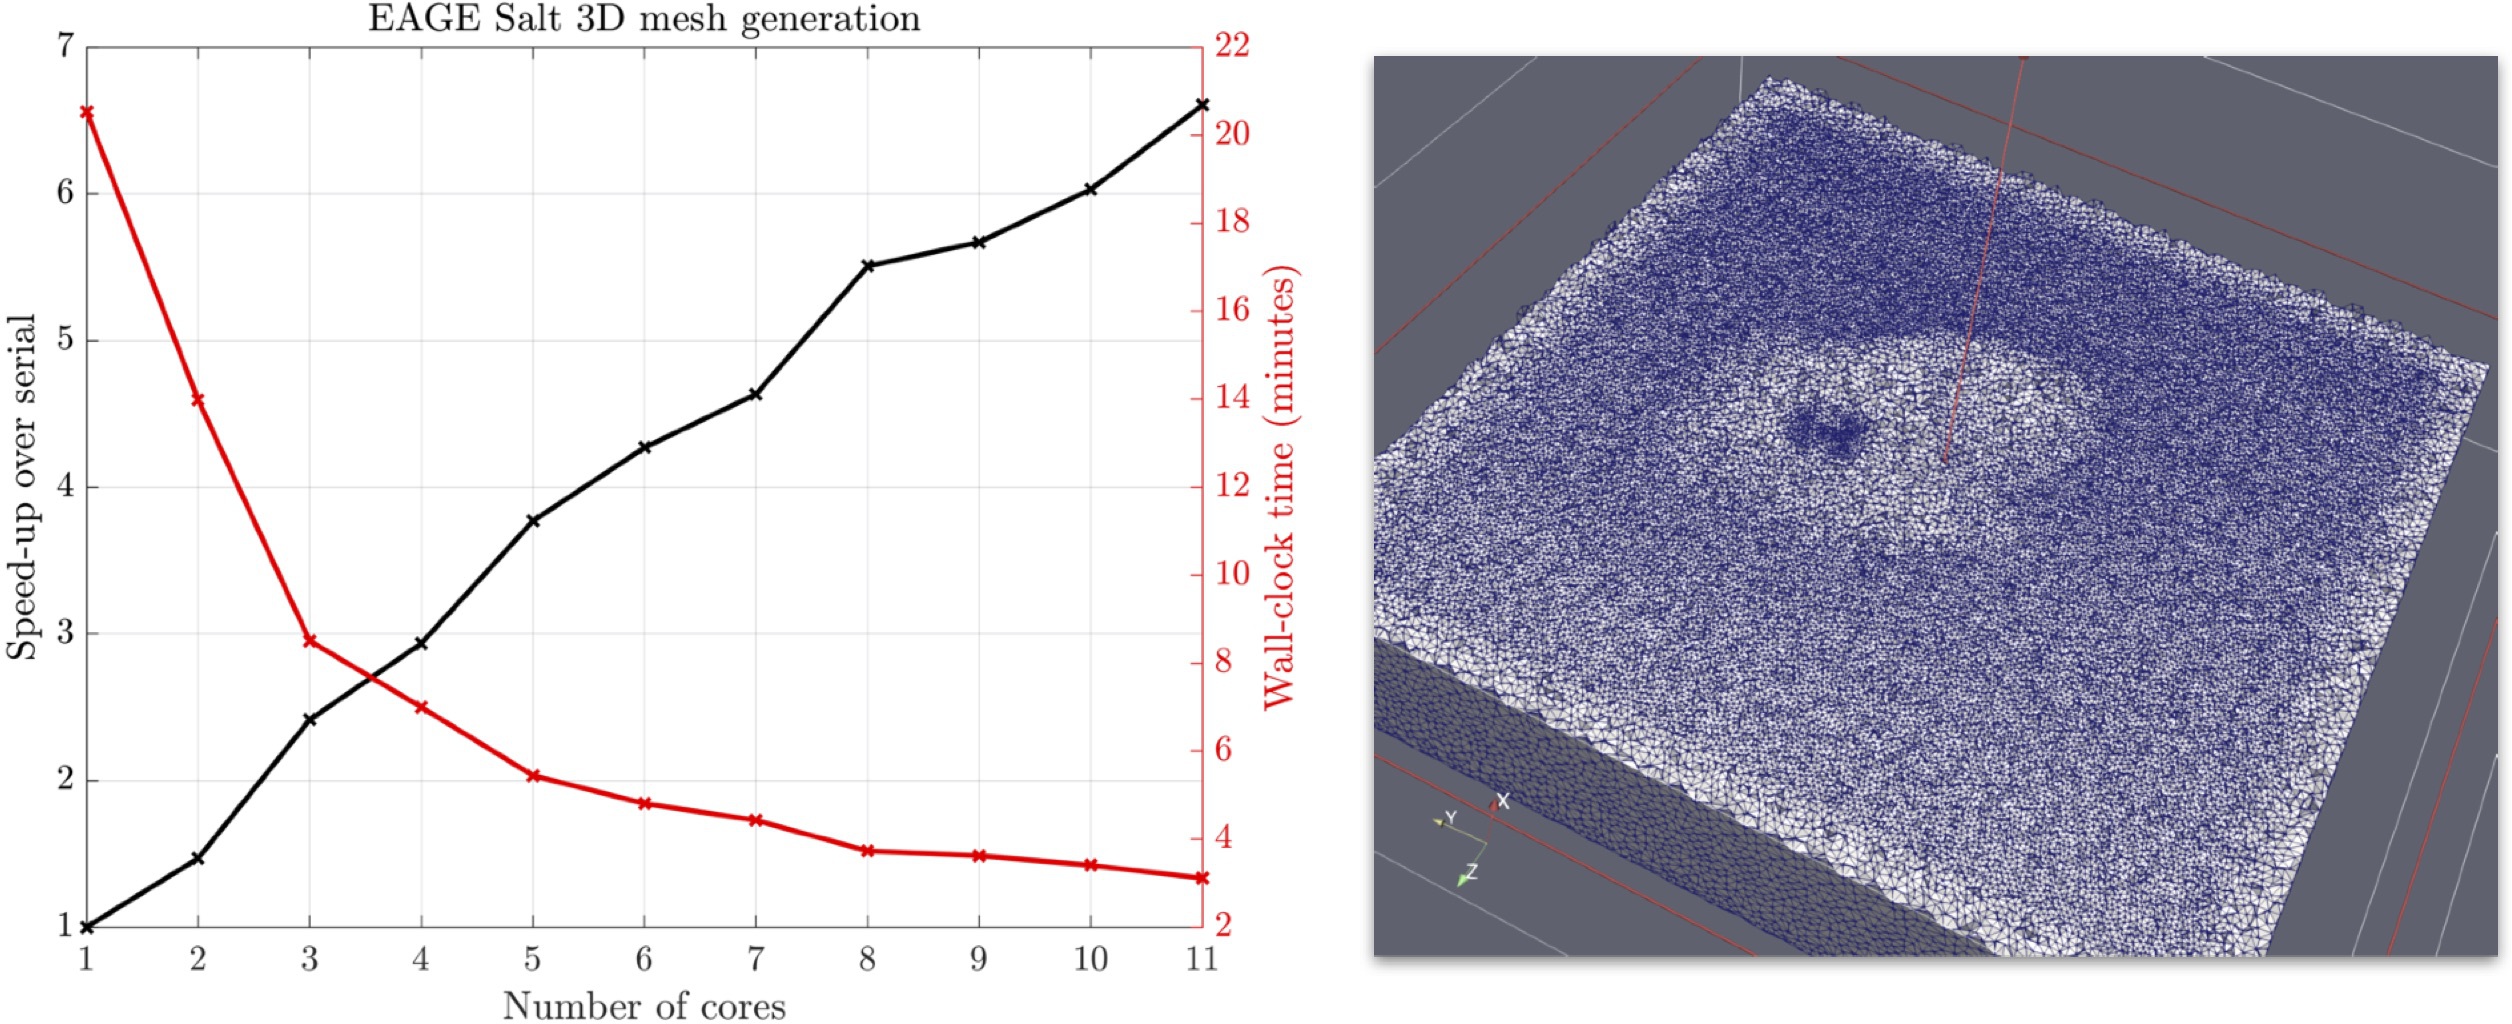 EAGE Salt 3D mesh generation
7
6
5
4
3
2
1
Speed-up over serial
22
20
18
16
14
12
10
8
6
4
2
Wall-clock time (minutes)
1 2 3 4 5 6 7 8 9 10 11
Number of cores
X
Y
Z